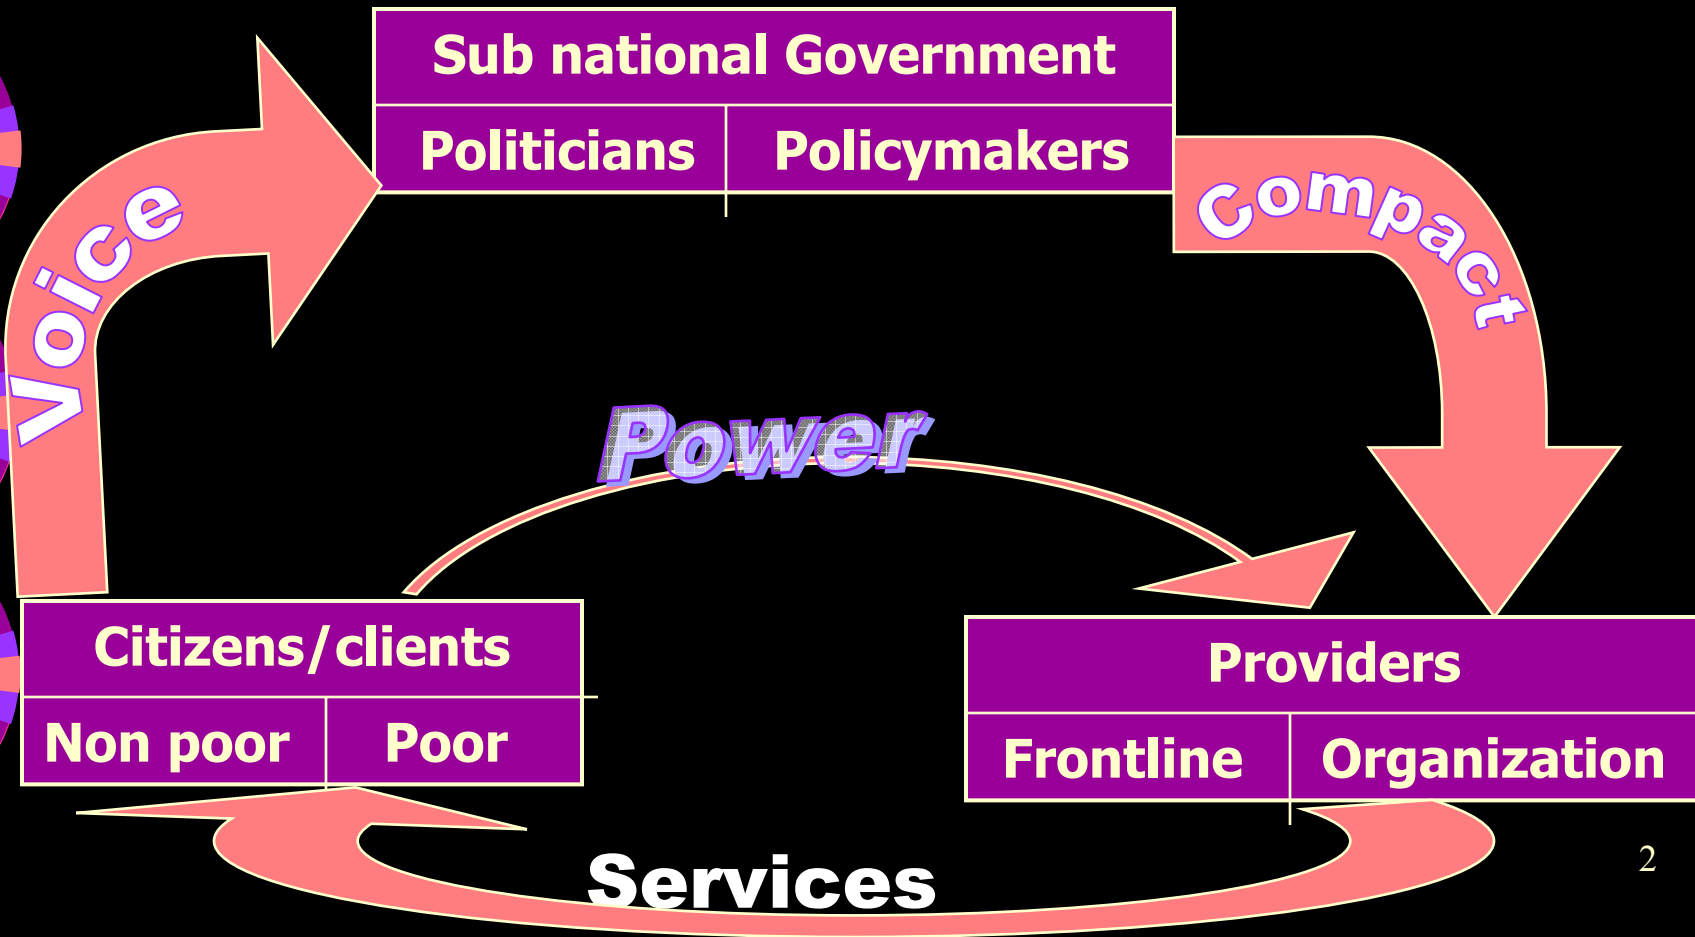 Sub national Government
Politicians Policymakers
Voice
Compact
Power
Citizens/clients
Non poor Poor
Providers
Frontline Organization
Services
2